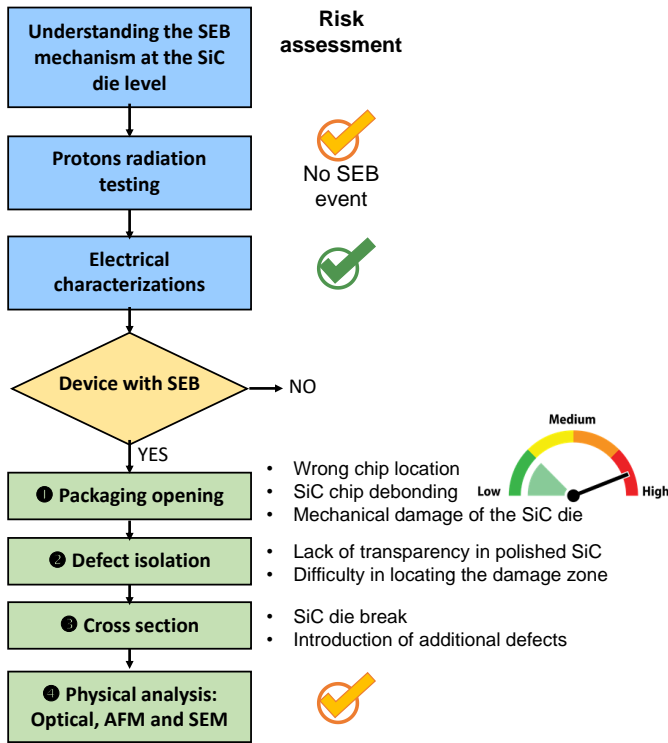 Understanding the SEB
mechanism at the SiC
die level
Risk
assessment
Protons radiation
testing
No SEB
event
Electrical
characterizations
Device with SEB
NO
YES
❶ Packaging opening
• Wrong chip location
• SiC chip debonding
• Mechanical damage of the SiC die
Medium
Low
High
❷ Defect isolation
• Lack of transparency in polished SiC
• Difficulty in locating the damage zone
❸ Cross section
• SiC die break
• Introduction of additional defects
❹ Physical analysis:
Optical, AFM and SEM